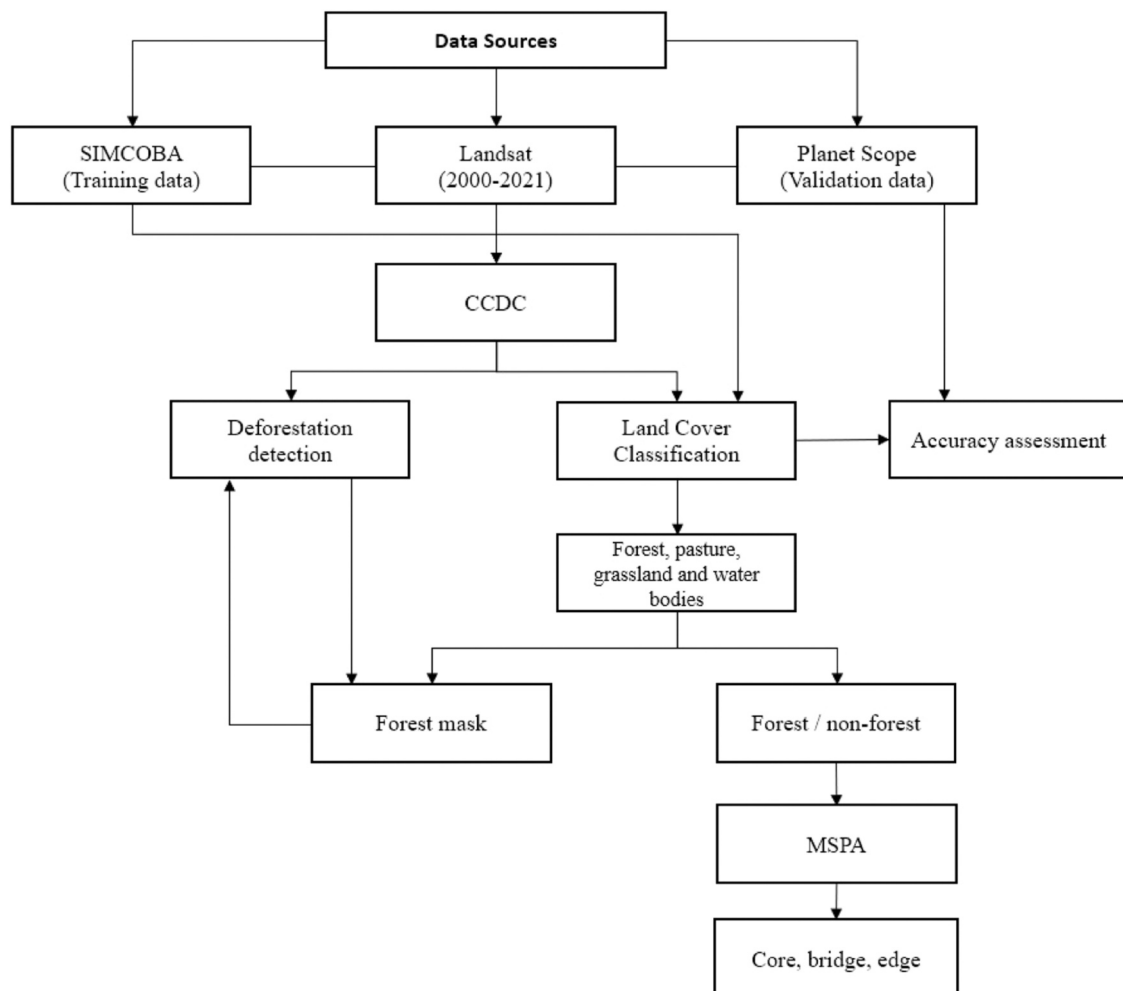 Data Sources
SIMCOBA
(Training data)
Landsat
(2000-2021)
Planet Scope
(Validation data)
CCDC
Deforestation
detection
Land Cover
Classification
Accuracy assessment
Forest, pasture,
grassland and water
bodies
Forest mask
Forest / non-forest
MSPA
Core, bridge, edge